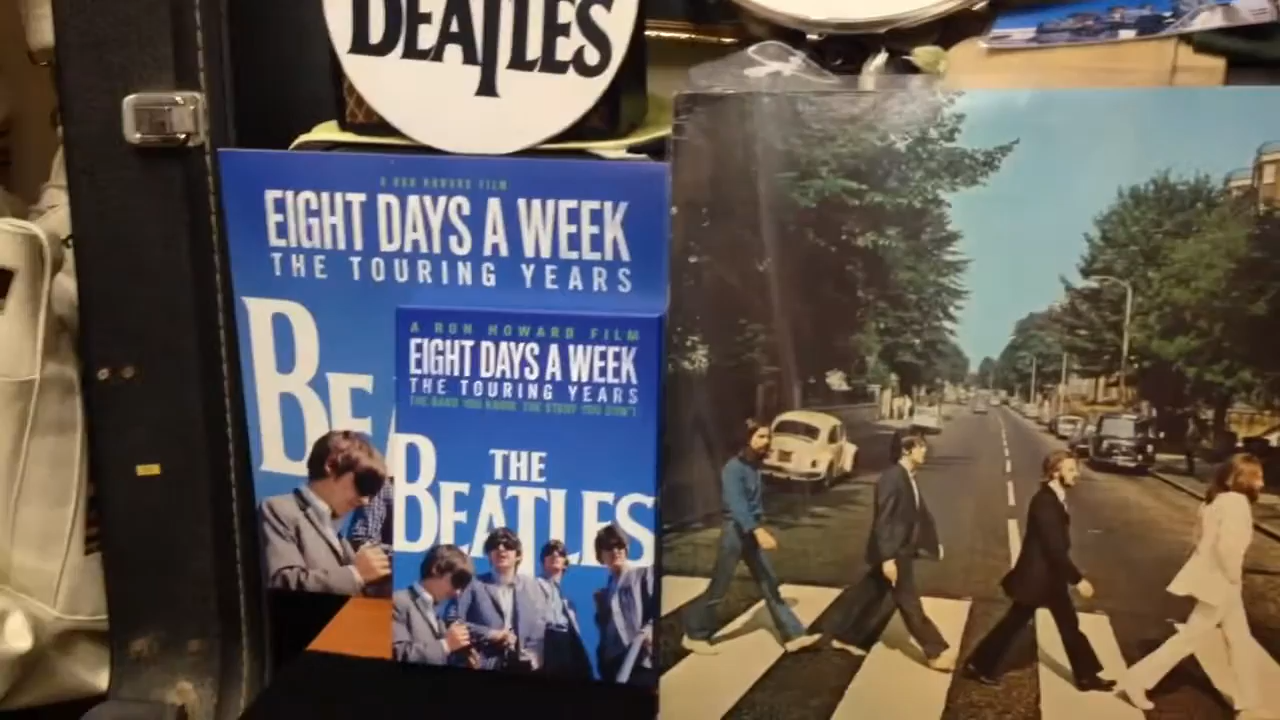 BEATLES
A RON HOWARD FILM
EIGHT DAYS A WEEK
THE TOURING YEARS
BE
A RON HOWARD FILM
EIGHT DAYS A WEEK
THE TOURING YEARS
THE BAND YOU KNOW. THE STORY YOU DON'T.
THE
BEATLES